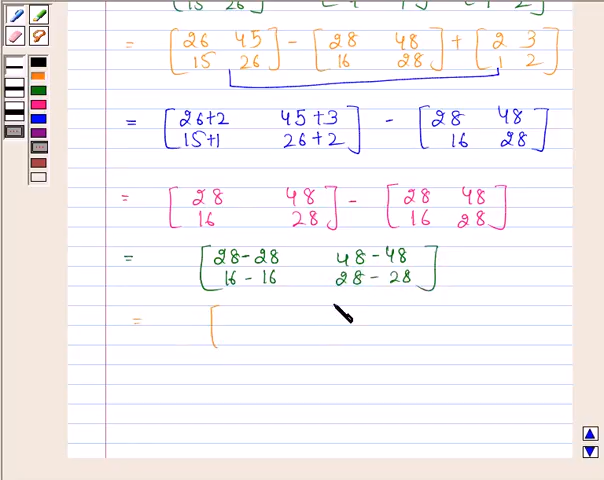 15 26
= [ 26 45 ] - [ 28 48 ] + [ 2 3 ]
15 26 16 28 1 2
= [ 26+2 45+3 ] - [ 28 48 ]
15+1 26+2 16 28
= [ 28 48 ] - [ 28 48 ]
16 28 16 28
= [ 28-28 48-48 ]
16-16 28-28
= [